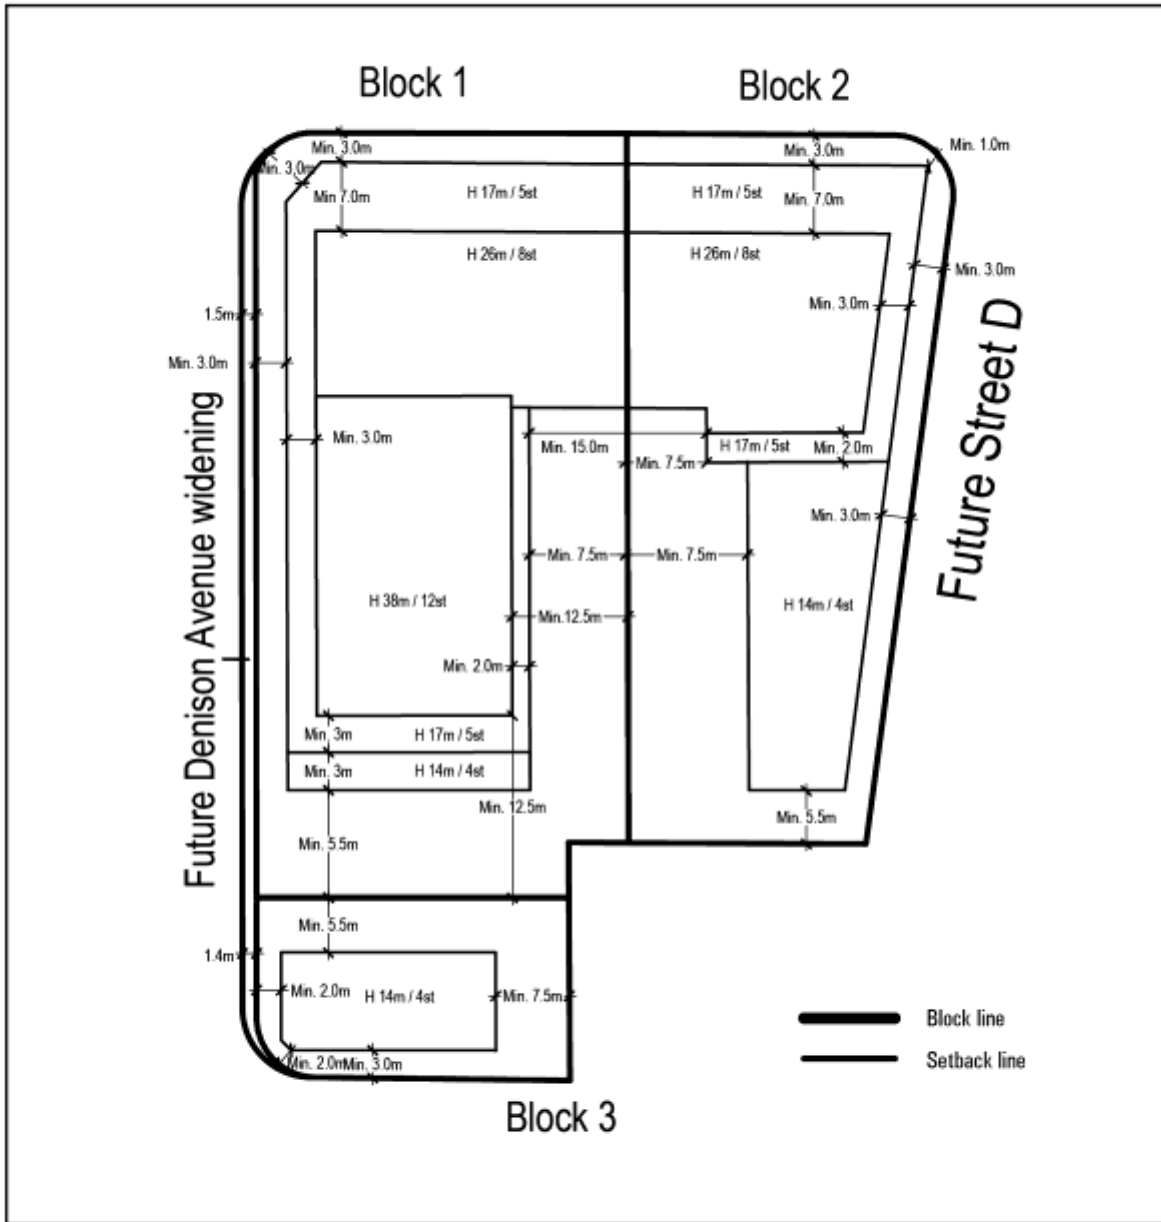 Block 1
Block 2
Min. 3.0m
Min. 3.0m
Min. 1.0m
Min. 3.0m
Min 7.0m
H 17m / 5st
H 17m / 5st
Min. 7.0m
H 26m / 8st
H 26m / 8st
Min. 3.0m
Min. 3.0m
1.5m
Min. 3.0m
Future Street D
Future Denison Avenue widening
Min. 3.0m
Min. 15.0m
H 17m / 5st
Min. 2.0m
Min. 7.5m
Min. 3.0m
Min. 7.5m
Min. 7.5m
H 38m / 12st
H 14m / 4st
Min.12.5m
Min. 2.0m
Min. 3m
H 17m / 5st
Min. 3m
H 14m / 4st
Min. 12.5m
Min. 5.5m
Min. 5.5m
Min. 5.5m
1.4m
Min. 2.0m
H 14m / 4st
Min. 7.5m
Min. 2.0m
Min. 3.0m
Block line
Setback line
Block 3